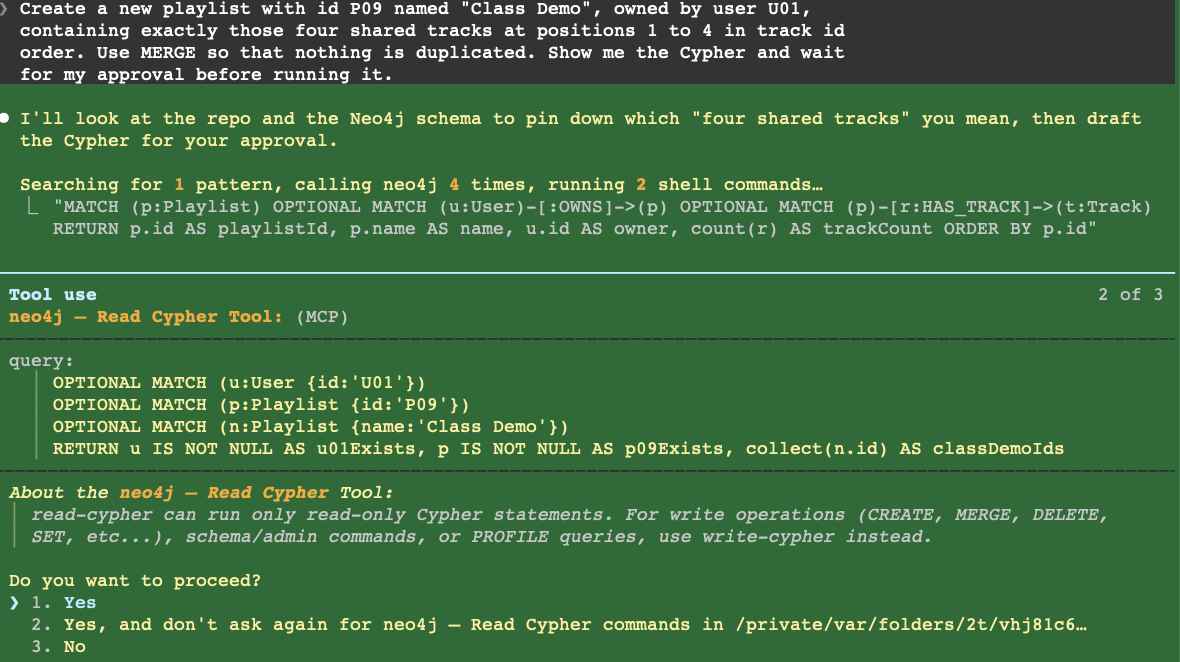 ❯ Create a new playlist with id P09 named "Class Demo", owned by user U01,
containing exactly those four shared tracks at positions 1 to 4 in track id
order. Use MERGE so that nothing is duplicated. Show me the Cypher and wait
for my approval before running it.
● I'll look at the repo and the Neo4j schema to pin down which "four shared tracks" you mean, then draft
the Cypher for your approval.
Searching for 1 pattern, calling neo4j 4 times, running 2 shell commands…
⎿ "MATCH (p:Playlist) OPTIONAL MATCH (u:User)-[:OWNS]->(p) OPTIONAL MATCH (p)-[r:HAS_TRACK]->(t:Track)
RETURN p.id AS playlistId, p.name AS name, u.id AS owner, count(r) AS trackCount ORDER BY p.id"
Tool use 2 of 3
neo4j — Read Cypher Tool: (MCP)
query:
OPTIONAL MATCH (u:User {id:'U01'})
OPTIONAL MATCH (p:Playlist {id:'P09'})
OPTIONAL MATCH (n:Playlist {name:'Class Demo'})
RETURN u IS NOT NULL AS u01Exists, p IS NOT NULL AS p09Exists, collect(n.id) AS classDemoIds
About the neo4j — Read Cypher Tool:
read-cypher can run only read-only Cypher statements. For write operations (CREATE, MERGE, DELETE,
SET, etc...), schema/admin commands, or PROFILE queries, use write-cypher instead.
Do you want to proceed?
❯ 1. Yes
2. Yes, and don't ask again for neo4j — Read Cypher commands in /private/var/folders/2t/vhj81c6…
3. No